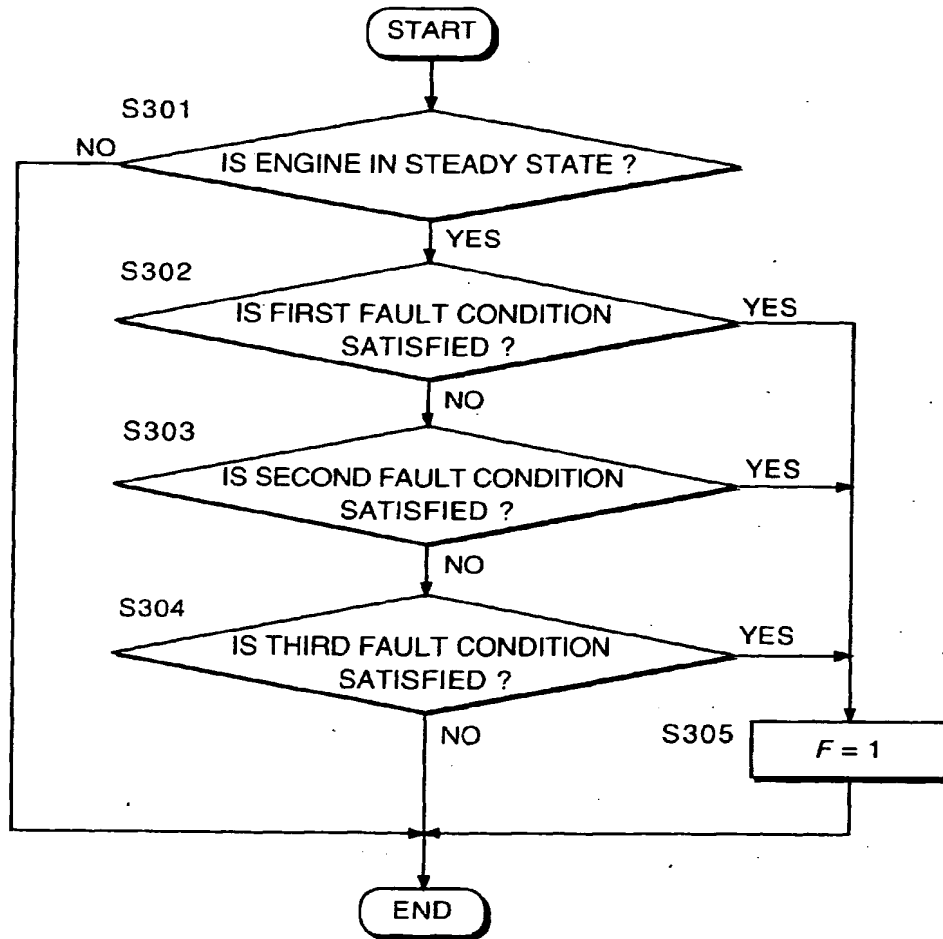 START
S301
NO
IS ENGINE IN STEADY STATE ?
YES
S302
IS FIRST FAULT CONDITION
SATISFIED ?
YES
NO
S303
IS SECOND FAULT CONDITION
SATISFIED ?
YES
NO
S304
IS THIRD FAULT CONDITION
SATISFIED ?
YES
NO
S305
F = 1
END